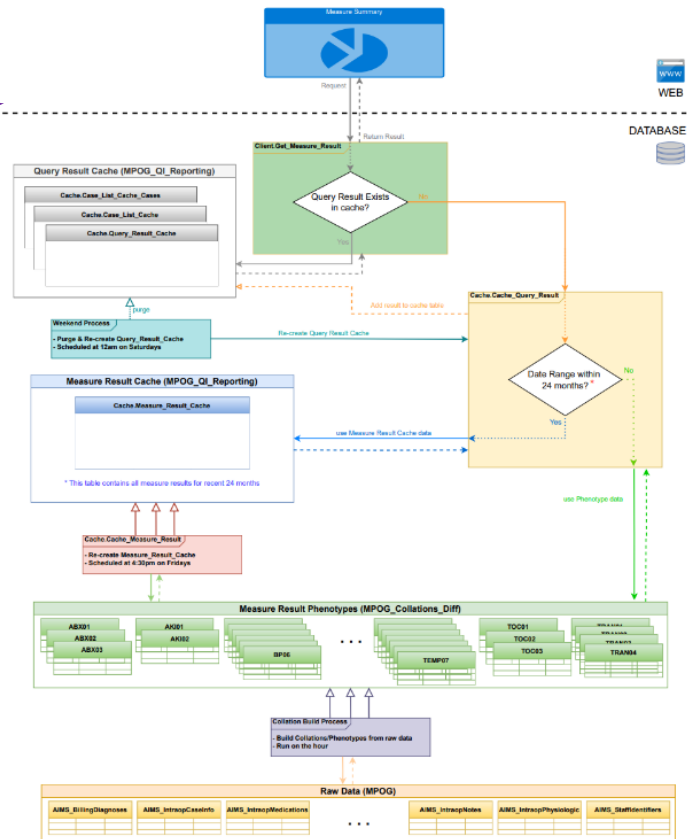 Measure Summary
Request
Return Result
WWW
WEB
DATABASE
Client.Get_Measure_Result
Query Result Exists
in cache?
No
Yes
Query Result Cache (MPOG_QI_Reporting)
Cache.Case_List_Cache_Cases
Cache.Case_List_Cache
Cache.Query_Result_Cache
purge
Add result to cache table
Weekend Process
- Purge & Re-create Query_Result_Cache
- Scheduled at 12am on Saturdays
Re-create Query Result Cache
Cache.Cache_Query_Result
Date Range within
24 months? *
No
Yes
Measure Result Cache (MPOG_QI_Reporting)
Cache.Measure_Result_Cache
* This table contains all measure results for recent 24 months
use Measure Result Cache data
use Phenotype data
Cache.Cache_Measure_Result
- Re-create Measure_Result_Cache
- Scheduled at 4:30pm on Fridays
Measure Result Phenotypes (MPOG_Collations_Diff)
ABX01
ABX02
ABX03
AKI01
AKI02
BP06
• • •
TEMP07
TOC01
TOC02
TOC03
TRAN04
Collation Build Process
- Build Collations/Phenotypes from raw data
- Run on the hour
Raw Data (MPOG)
AIMS_BillingDiagnoses
AIMS_IntraopCaseInfo
AIMS_IntraopMedications
• • •
AIMS_IntraopNotes
AIMS_IntraopPhysiologic
AIMS_StaffIdentifiers